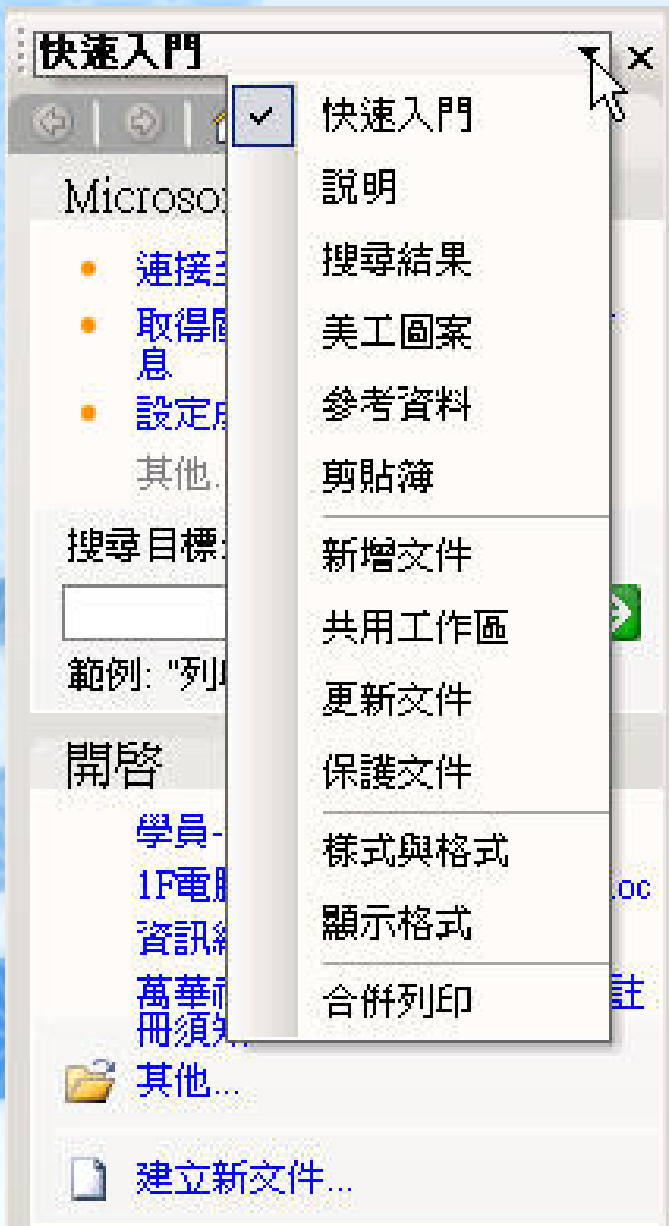 快速入門
快速入門
說明
搜尋結果
美工圖案
參考資料
剪貼簿
新增文件
共用工作區
更新文件
保護文件
樣式與格式
顯示格式
合併列印
連接
取得
息
設定
其他
搜尋目標:
範例: "列
開啓
學員-
1F電
oc
資訊
萬華
註
冊須
其他...
建立新文件...